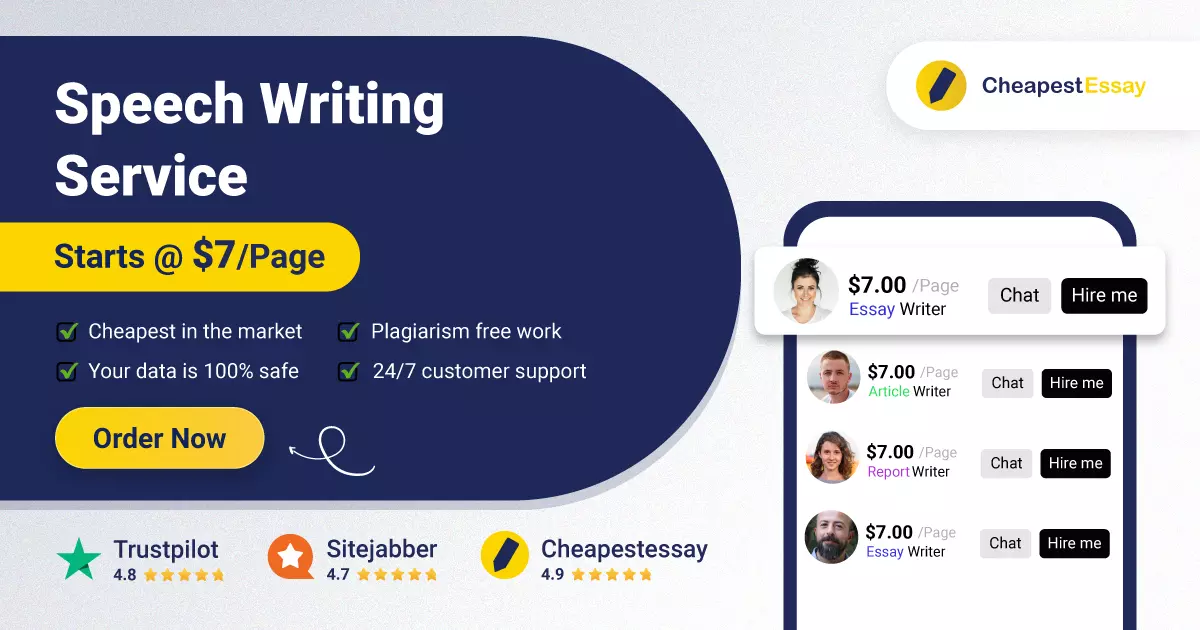 CheapestEssay
Speech Writing
Service
Starts @ $7/Page
Cheapest in the market
Plagiarism free work
Your data is 100% safe
24/7 customer support
Order Now
Trustpilot
4.8
Sitejabber
4.7
Cheapestessay
4.9
$7.00 /Page
Essay Writer
Chat
Hire me
$7.00 /Page
Article Writer
Chat
Hire me
$7.00 /Page
Report Writer
Chat
Hire me
$7.00 /Page
Essay Writer
Chat
Hire me